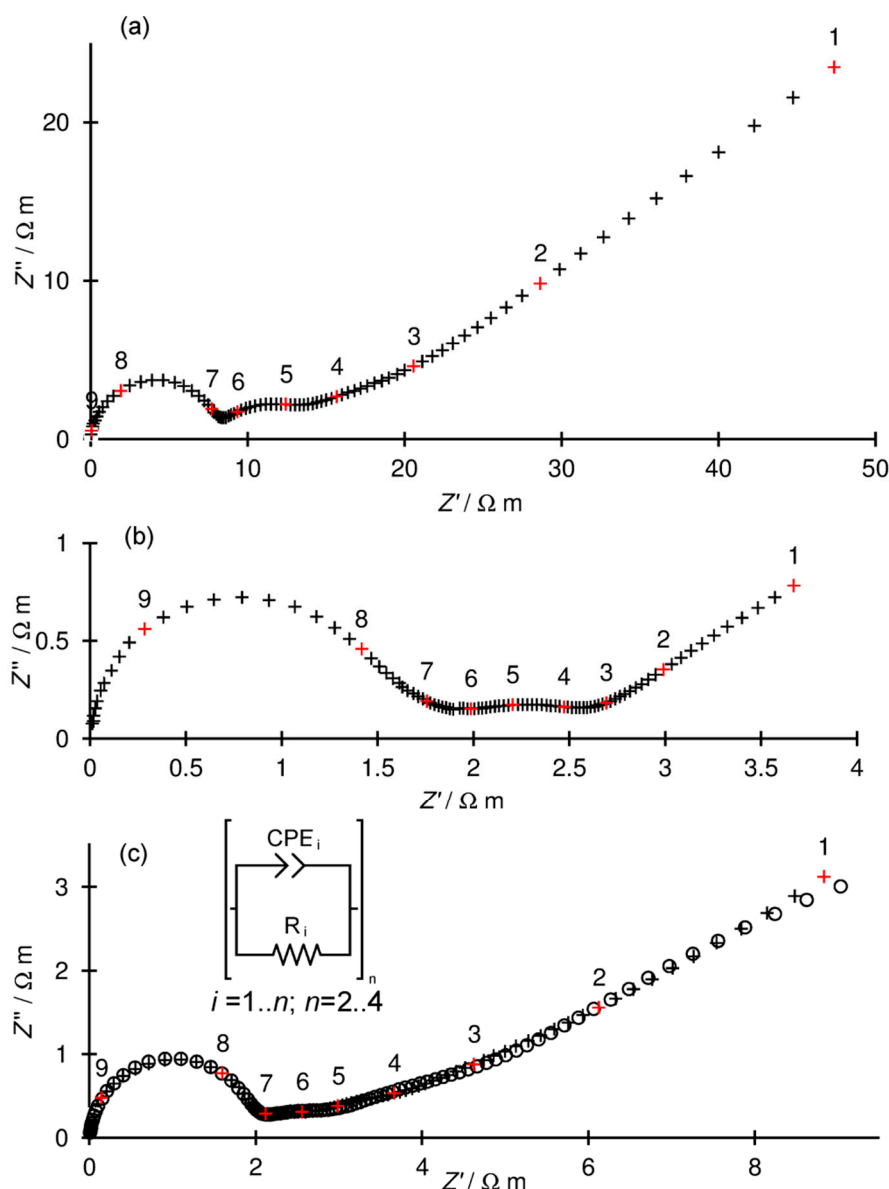 (a)
Z'' / Ω m
20
10
0
1
2
3
4
5
6
7
8
9
0 10 20 30 40 50
Z' / Ω m
(b)
Z'' / Ω m
1
0.5
0
9
8
7
6
5
4
3
2
1
0 0.5 1 1.5 2 2.5 3 3.5 4
Z' / Ω m
(c)
Z'' / Ω m
3
2
1
0
CPE i
R i
n
i =1..n; n=2..4
9
8
7
6
5
4
3
2
1
0 2 4 6 8
Z' / Ω m